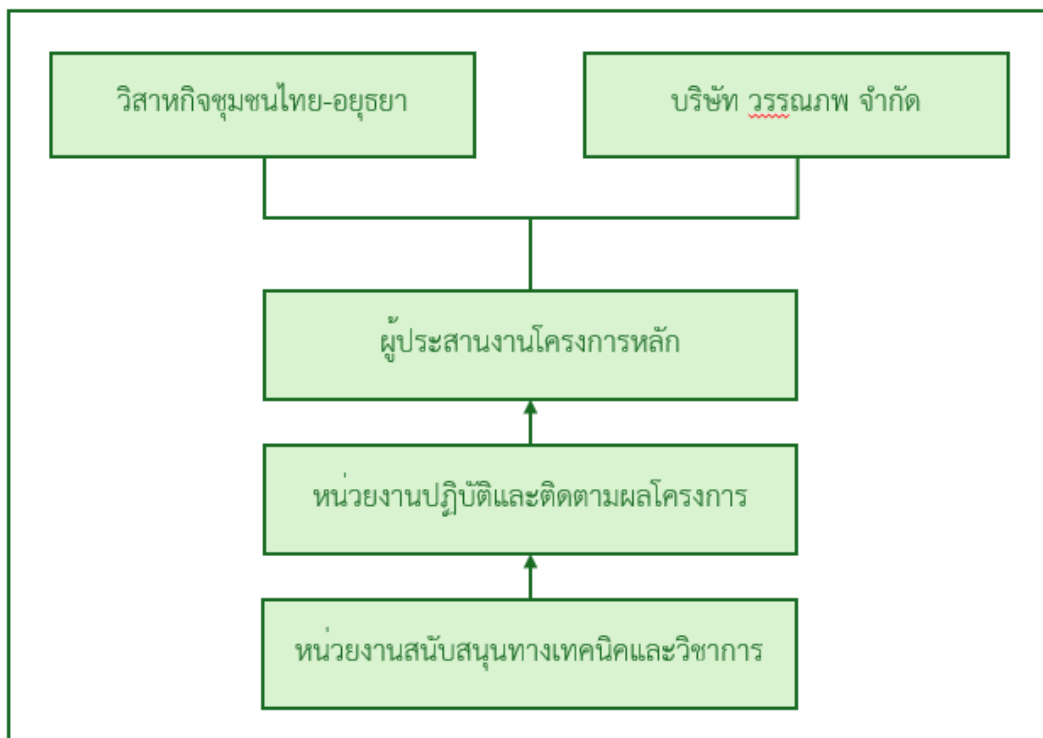 วิสาหกิจชุมชนไทย-อยุธยา
บริษัท วรรณภพ จำกัด
ผู้ประสานงานโครงการหลัก
หน่วยงานปฏิบัติและติดตามผลโครงการ
หน่วยงานสนับสนุนทางเทคนิคและวิชาการ